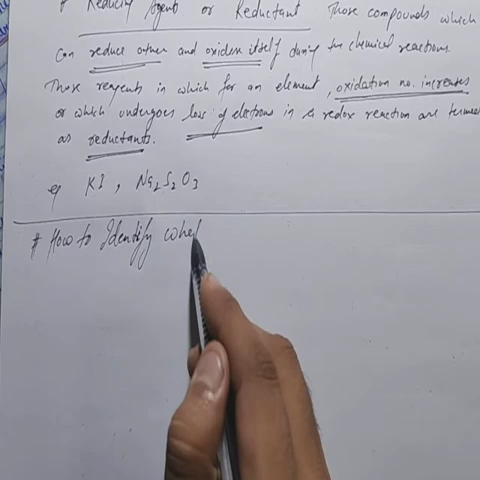 # Reducing Agents or Reductant Those compounds which
Can reduce other and oxidise itself during the chemical reactions
Those reagents in which for an element, oxidation no. increases
or which undergoes loss of electrons in a redox reaction are termed
as reductants.
eg KI, Na2S2O3
# How to Identify whe